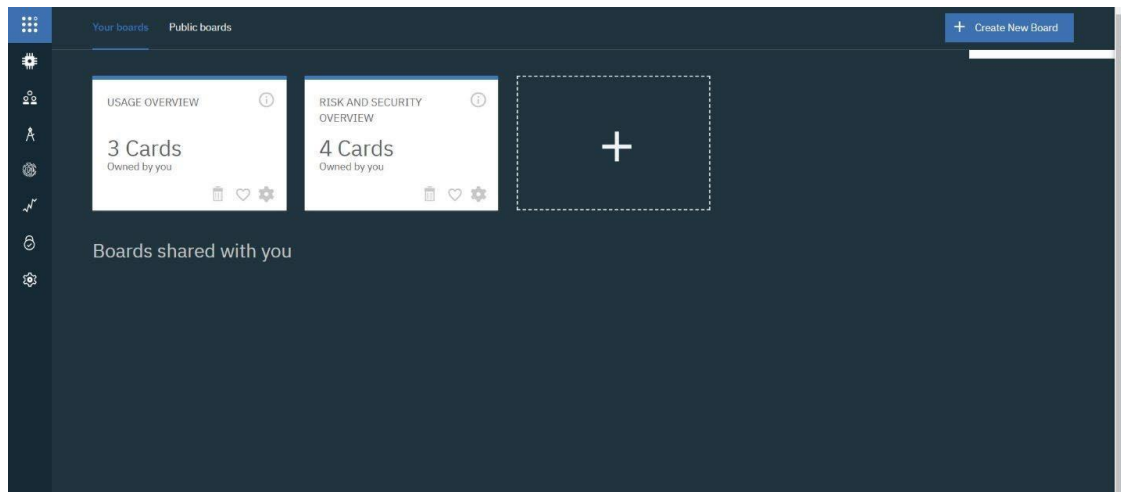 Your boards
Public boards
+ Create New Board
USAGE OVERVIEW
3 Cards
Owned by you
RISK AND SECURITY
OVERVIEW
4 Cards
Owned by you
Boards shared with you